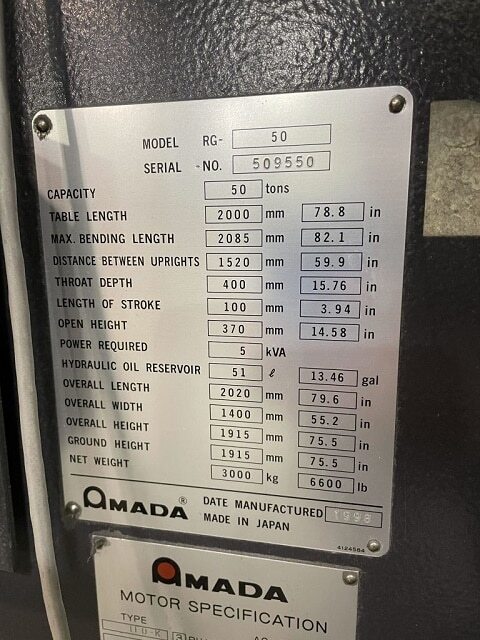 MODEL RG- 50
SERIAL NO. 509550
CAPACITY 50 tons
TABLE LENGTH 2000 mm 78.8 in
MAX. BENDING LENGTH 2085 mm 82.1 in
DISTANCE BETWEEN UPRIGHTS 1520 mm 59.9 in
THROAT DEPTH 400 mm 15.76 in
LENGTH OF STROKE 100 mm 3.94 in
OPEN HEIGHT 370 mm 14.58 in
POWER REQUIRED 5 kVA
HYDRAULIC OIL RESERVOIR 51 ℓ 13.46 gal
OVERALL LENGTH 2020 mm 79.6 in
OVERALL WIDTH 1400 mm 55.2 in
OVERALL HEIGHT 1915 mm 75.5 in
GROUND HEIGHT 1915 mm 75.5 in
NET WEIGHT 3000 kg 6600 lb
AMADA® DATE MANUFACTURED
MADE IN JAPAN
4124584
AMADA
MOTOR SPECIFICATION
TYPE